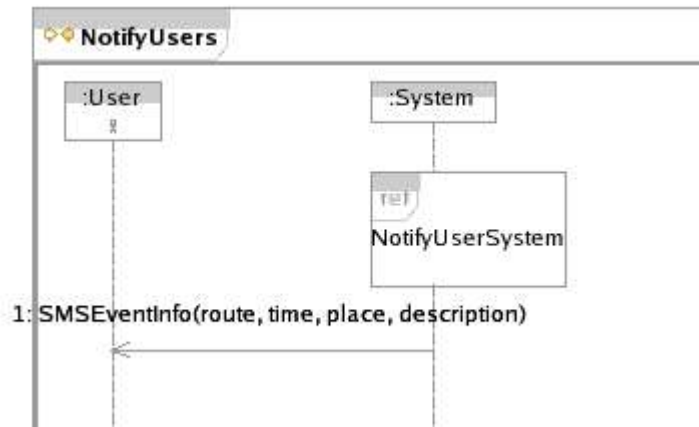 NotifyUsers
:User
:System
ref
NotifyUserSystem
1: SMSEventInfo(route, time, place, description)